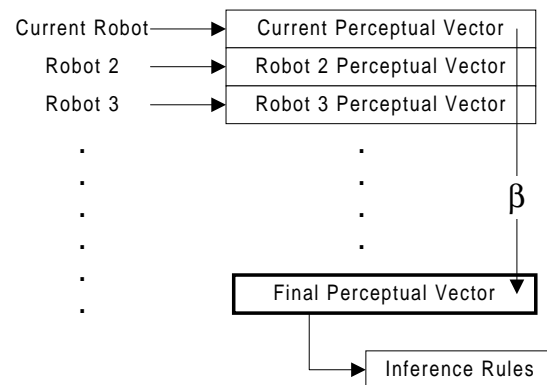 Current Robot
Current Perceptual Vector
Robot 2
Robot 2 Perceptual Vector
Robot 3
Robot 3 Perceptual Vector
β
Final Perceptual Vector
Inference Rules